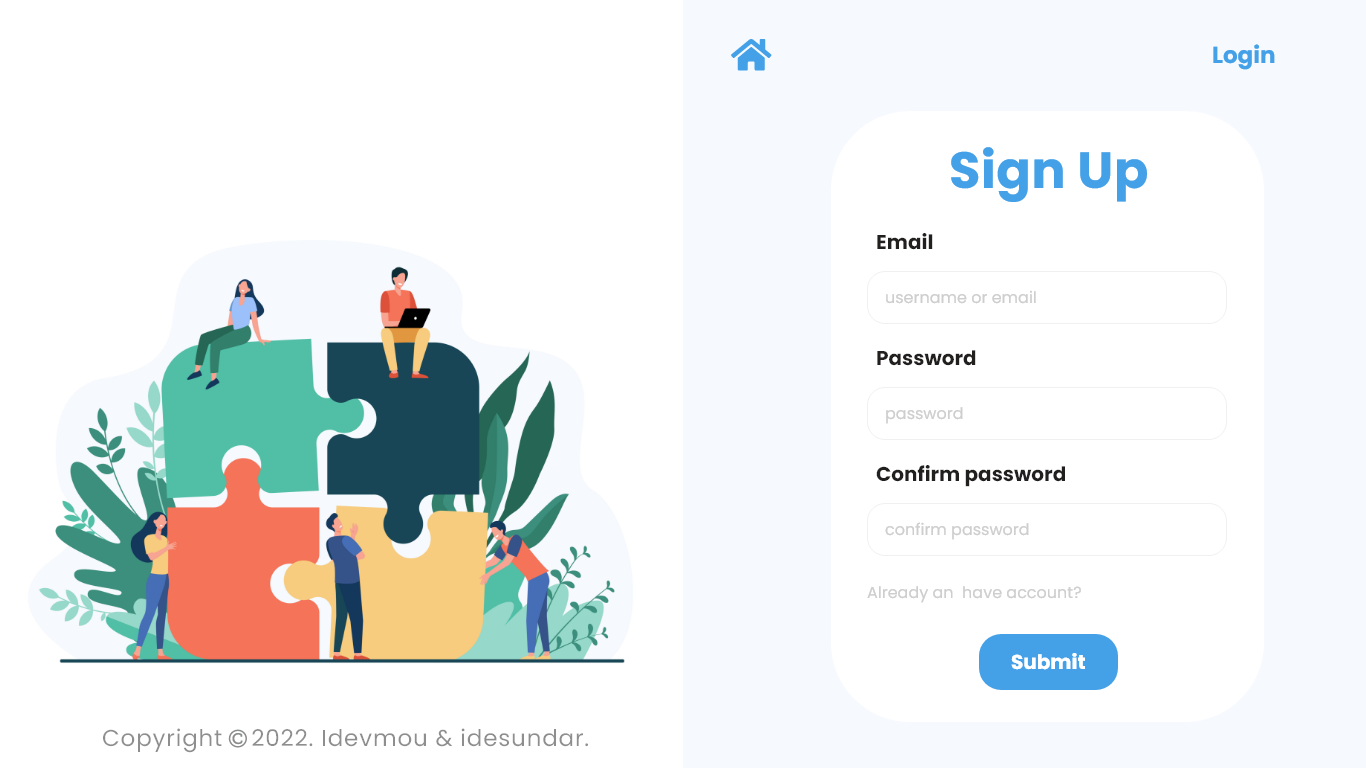 Login
Sign Up
Email
username or email
Password
password
Confirm password
confirm password
Already an  have account?
Submit
Copyright ©2022. Idevmou & idesundar.